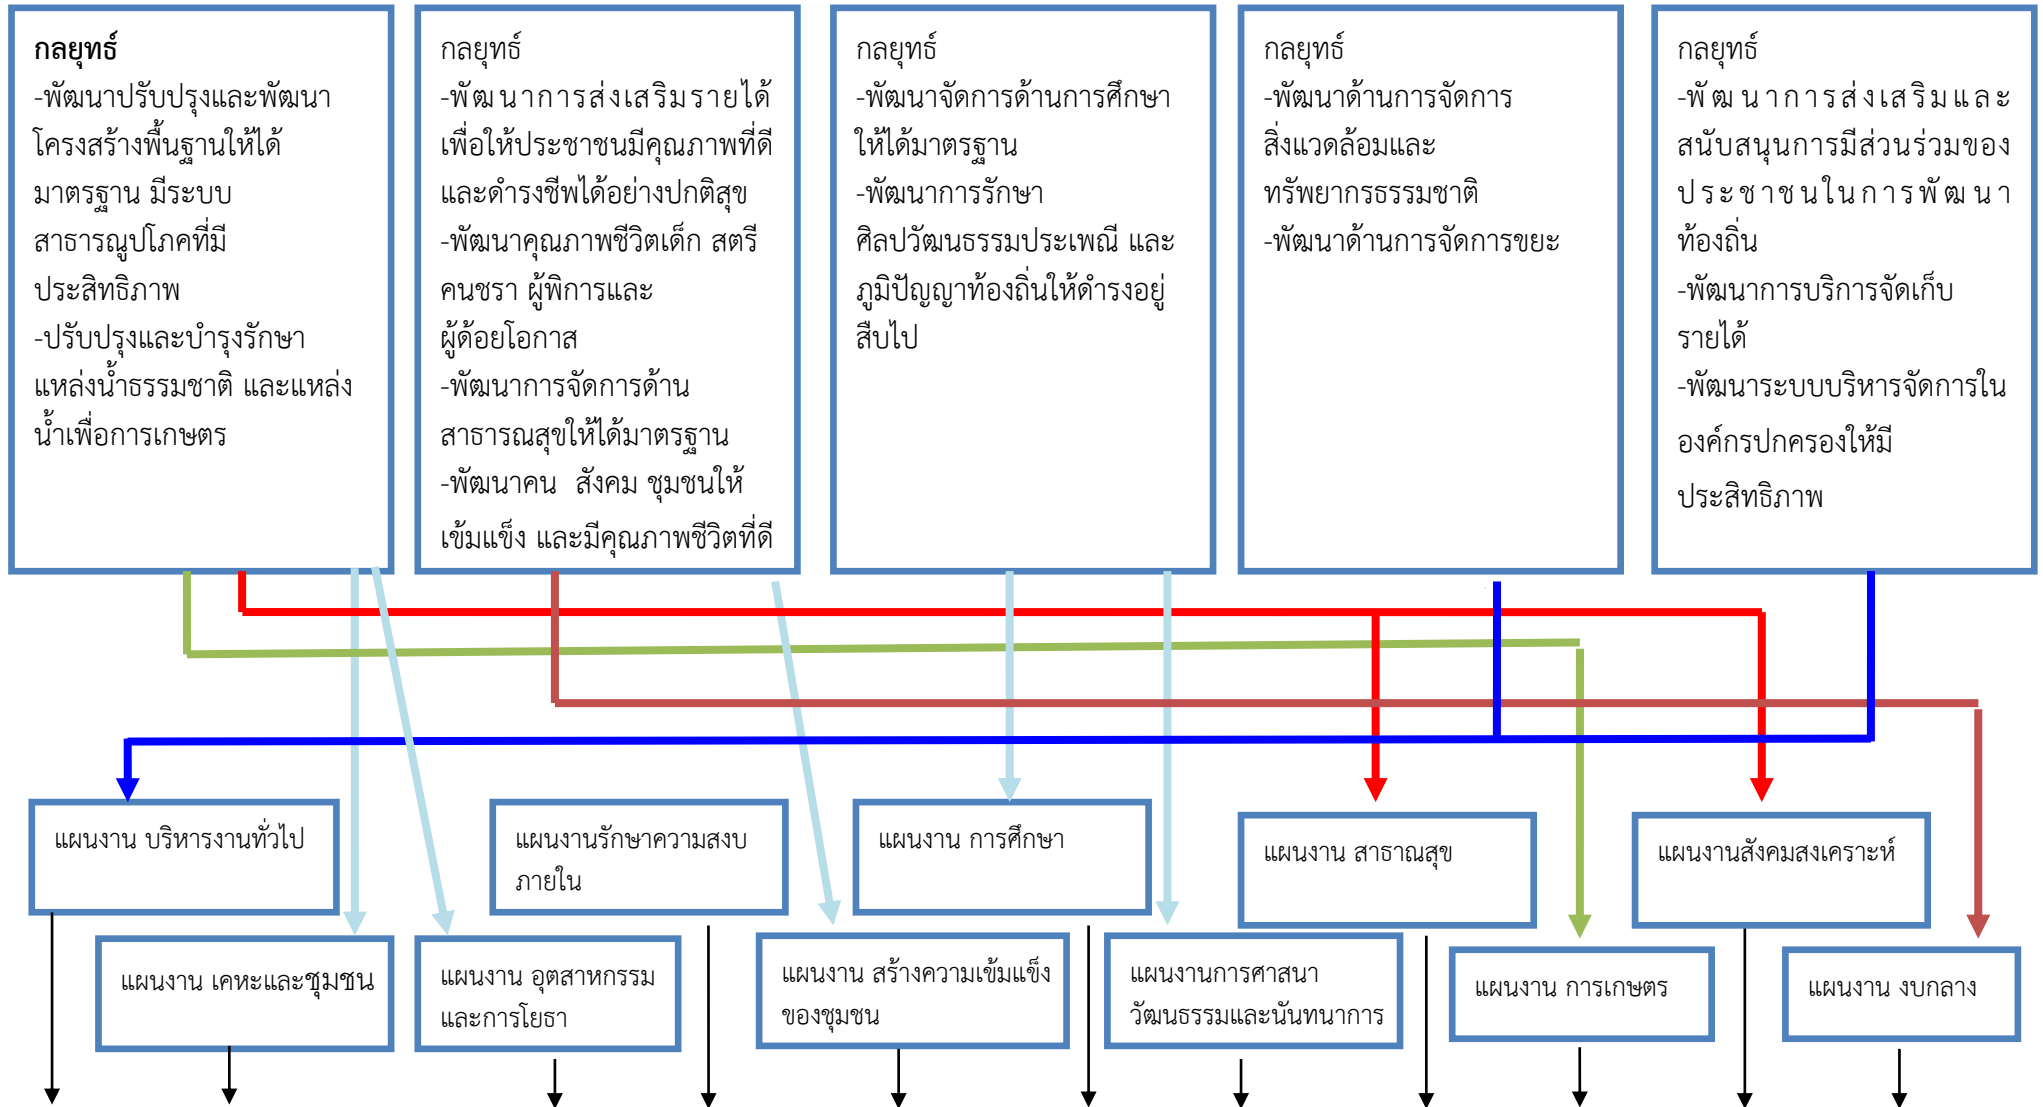 กลยุทธ์
-พัฒนาปรับปรุงและพัฒนา
โครงสร้างพื้นฐานให้ได้
มาตรฐาน มีระบบ
สาธารณูปโภคที่มี
ประสิทธิภาพ
-ปรับปรุงและบำรุงรักษา
แหล่งน้ำธรรมชาติ และแหล่ง
น้ำเพื่อการเกษตร
กลยุทธ์
-พัฒนาการส่งเสริมรายได้
เพื่อให้ประชาชนมีคุณภาพที่ดี
และดำรงชีพได้อย่างปกติสุข
-พัฒนาคุณภาพชีวิตเด็ก สตรี
คนชรา ผู้พิการและ
ผู้ด้อยโอกาส
-พัฒนาการจัดการด้าน
สาธารณสุขให้ได้มาตรฐาน
-พัฒนาคน สังคม ชุมชนให้
เข้มแข็ง และมีคุณภาพชีวิตที่ดี
กลยุทธ์
-พัฒนาจัดการด้านการศึกษา
ให้ได้มาตรฐาน
-พัฒนาการรักษา
ศิลปวัฒนธรรมประเพณี และ
ภูมิปัญญาท้องถิ่นให้ดำรงอยู่
สืบไป
กลยุทธ์
-พัฒนาด้านการจัดการ
สิ่งแวดล้อมและ
ทรัพยากรธรรมชาติ
-พัฒนาด้านการจัดการขยะ
กลยุทธ์
-พัฒนาการส่งเสริมและ
สนับสนุนการมีส่วนร่วมของ
ประชาชนในการพัฒนา
ท้องถิ่น
-พัฒนาการบริการจัดเก็บ
รายได้
-พัฒนาระบบบริหารจัดการใน
องค์กรปกครองให้มี
ประสิทธิภาพ
แผนงาน บริหารงานทั่วไป
แผนงานรักษาความสงบ
ภายใน
แผนงาน การศึกษา
แผนงาน สาธาณสุข
แผนงานสังคมสงเคราะห์
แผนงาน เคหะและชุมชน
แผนงาน อุตสาหกรรม
และการโยธา
แผนงาน สร้างความเข้มแข็ง
ของชุมชน
แผนงานการศาสนา
วัฒนธรรมและนันทนาการ
แผนงาน การเกษตร
แผนงาน งบกลาง